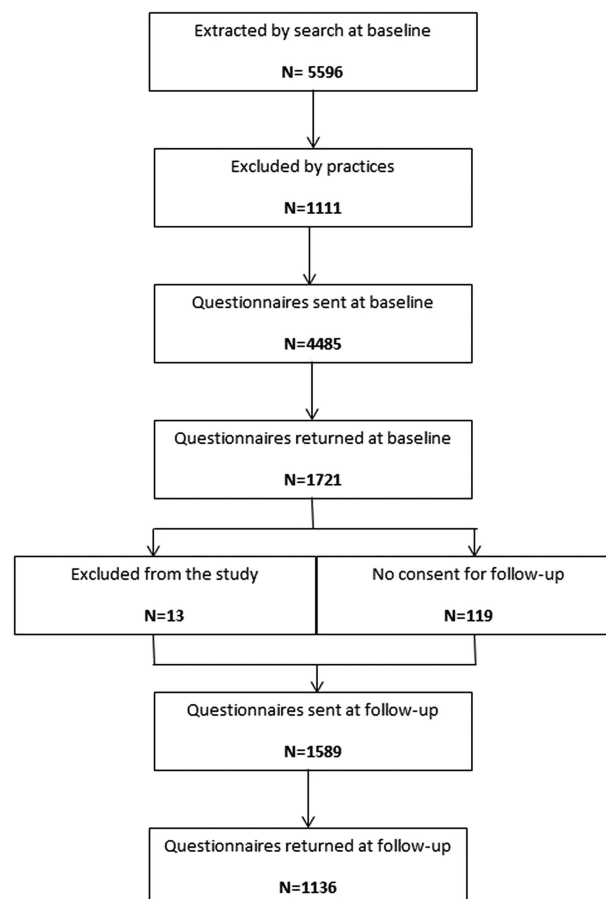 Extracted by search at baseline
N= 5596
Excluded by practices
N=1111
Questionnaires sent at baseline
N=4485
Questionnaires returned at baseline
N=1721
Excluded from the study
N=13
No consent for follow-up
N=119
Questionnaires sent at follow-up
N=1589
Questionnaires returned at follow-up
N=1136